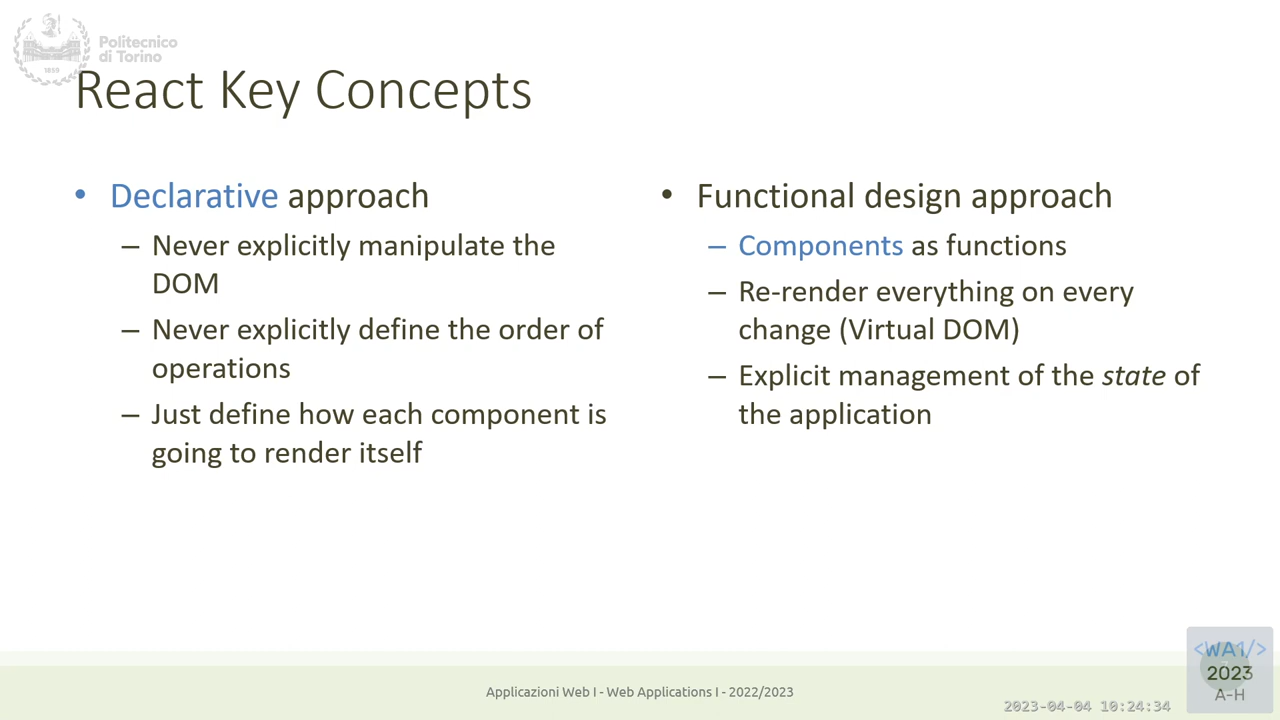 Politecnico
di Torino
1859
React Key Concepts
• Declarative approach
– Never explicitly manipulate the
DOM
– Never explicitly define the order of
operations
– Just define how each component is
going to render itself
• Functional design approach
– Components as functions
– Re-render everything on every
change (Virtual DOM)
– Explicit management of the state of
the application
Applicazioni Web I - Web Applications I - 2022/2023
2023-04-04 10:24:34
<WA1/>
2023
A-H